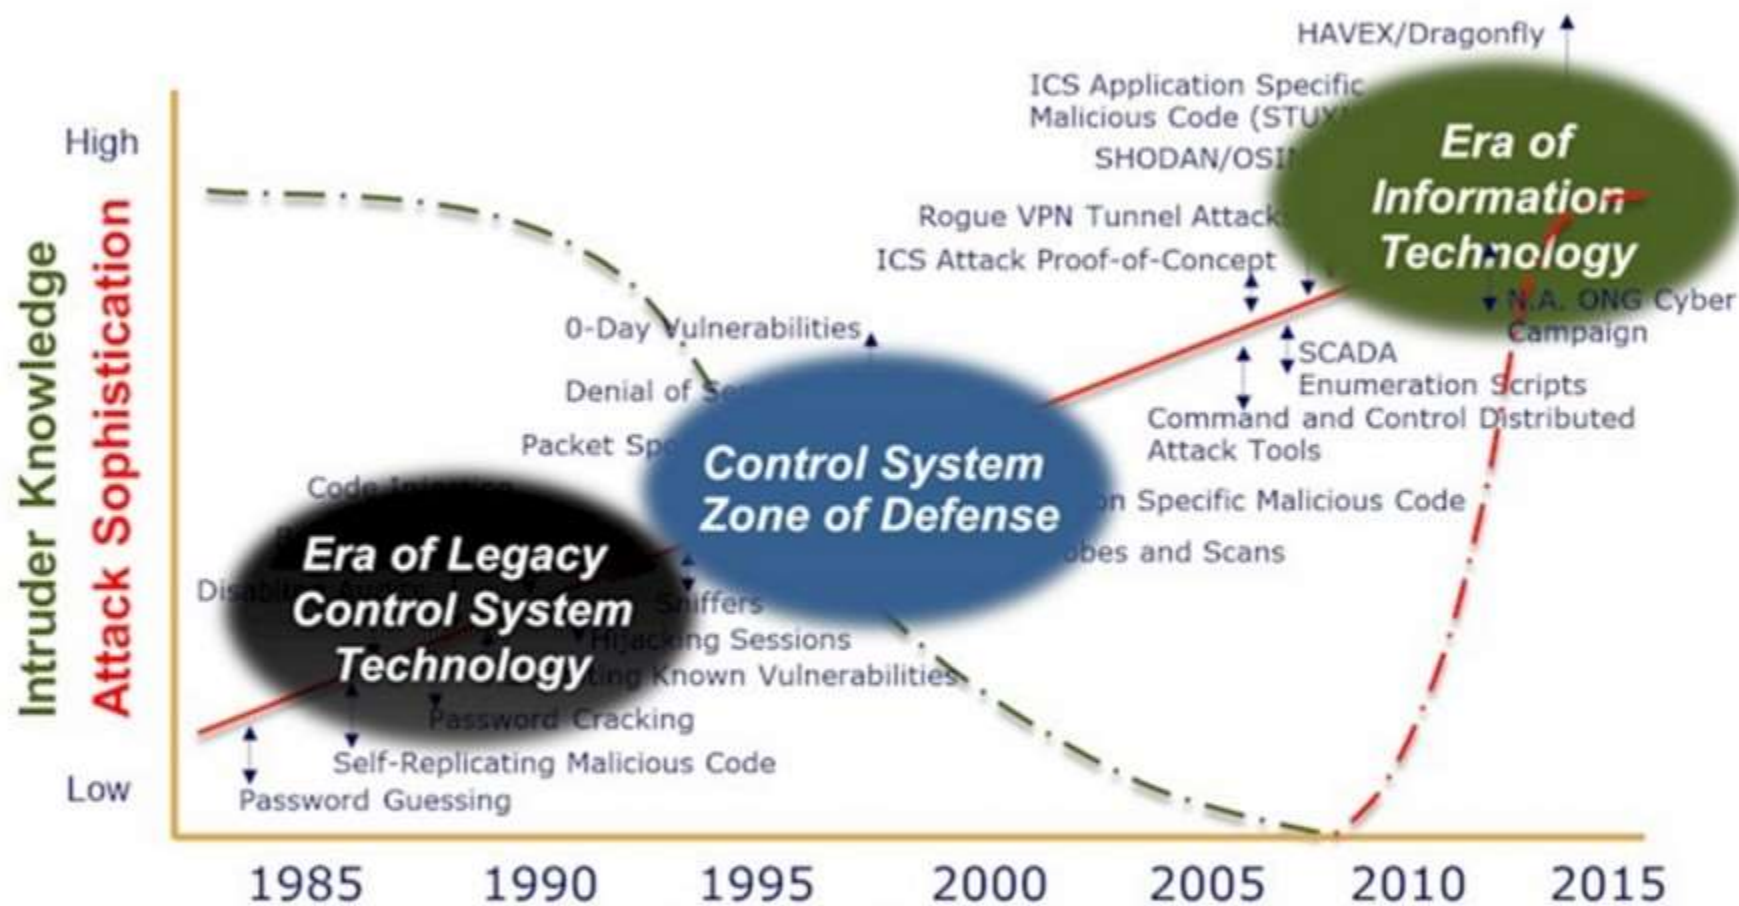 HAVEX/Dragonfly
ICS Application Specific
Malicious Code
SHODAN/
Rogue VPN Tunnel
ICS Attack Proof-of-Concept
High
Era of
Information
Technology
N.A. ONG Cyber
Campaign
0-Day Vulnerabilities
SCADA
Enumeration Scripts
Denial of
Command and Control Distributed
Attack Tools
Packet
Control System
Zone of Defense
Specific Malicious Code
and Scans
Code
Era of Legacy
Control System
Technology
Sniffers
Hijacking Sessions
Known Vulnerabilities
Password Cracking
Self-Replicating Malicious Code
Password Guessing
Low
Intruder Knowledge
Attack Sophistication
1985 1990 1995 2000 2005 2010 2015